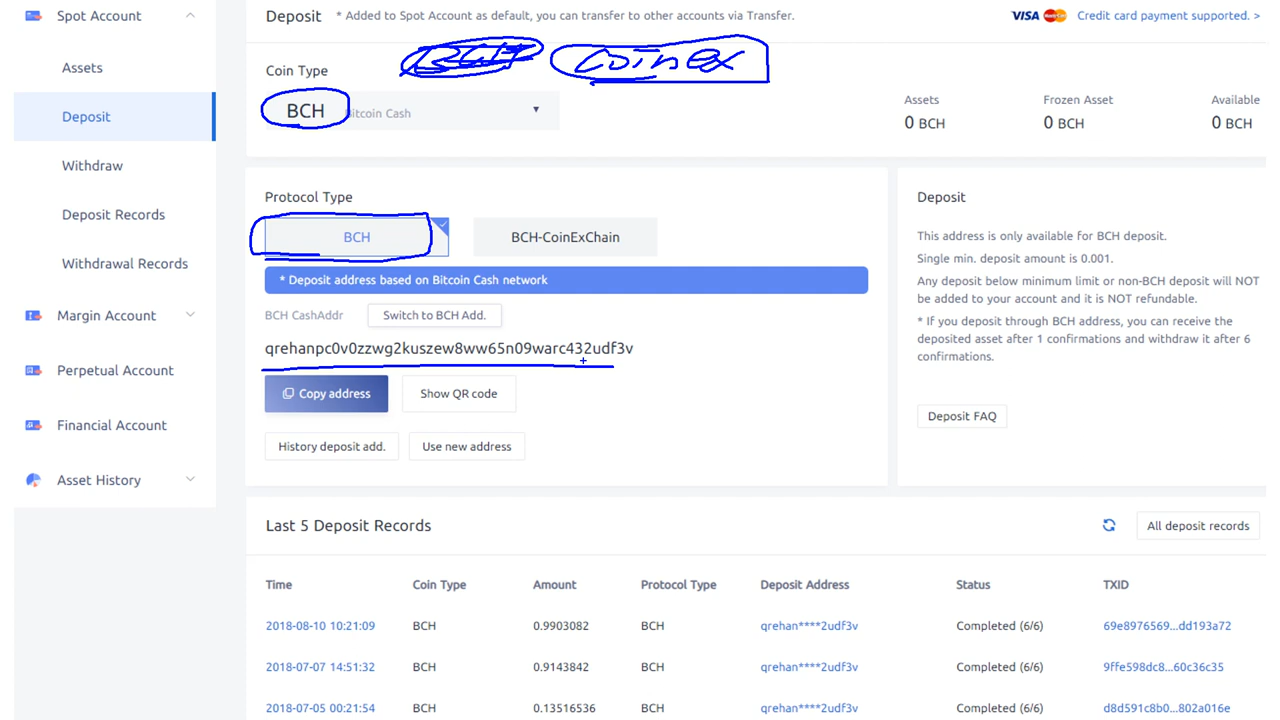 Spot Account
Assets
Deposit
Withdraw
Deposit Records
Withdrawal Records
Margin Account
Perpetual Account
Financial Account
Asset History
Deposit * Added to Spot Account as default, you can transfer to other accounts via Transfer.
VISA MasterCard Credit card payment supported. >
coinex
Coin Type
BCH Bitcoin Cash
Assets Frozen Asset Available
0 BCH 0 BCH 0 BCH
Protocol Type
BCH BCH-CoinExChain
* Deposit address based on Bitcoin Cash network
BCH CashAddr Switch to BCH Add.
qrehanpc0v0zzwg2kuszew8ww65n09warc432udf3v
Copy address Show QR code
History deposit add. Use new address
Deposit
This address is only available for BCH deposit.
Single min. deposit amount is 0.001.
Any deposit below minimum limit or non-BCH deposit will NOT
be added to your account and it is NOT refundable.
* If you deposit through BCH address, you can receive the
deposited asset after 1 confirmations and withdraw it after 6
confirmations.
Deposit FAQ
Last 5 Deposit Records All deposit records
Time Coin Type Amount Protocol Type Deposit Address Status TXID
2018-08-10 10:21:09 BCH 0.9903082 BCH qrehan****2udf3v Completed (6/6) 69e8976569...dd193a72
2018-07-07 14:51:32 BCH 0.9143842 BCH qrehan****2udf3v Completed (6/6) 9ffe598dc8...60c36c35
2018-07-05 00:21:54 BCH 0.13516536 BCH qrehan****2udf3v Completed (6/6) d8d591c8b0...802a016e